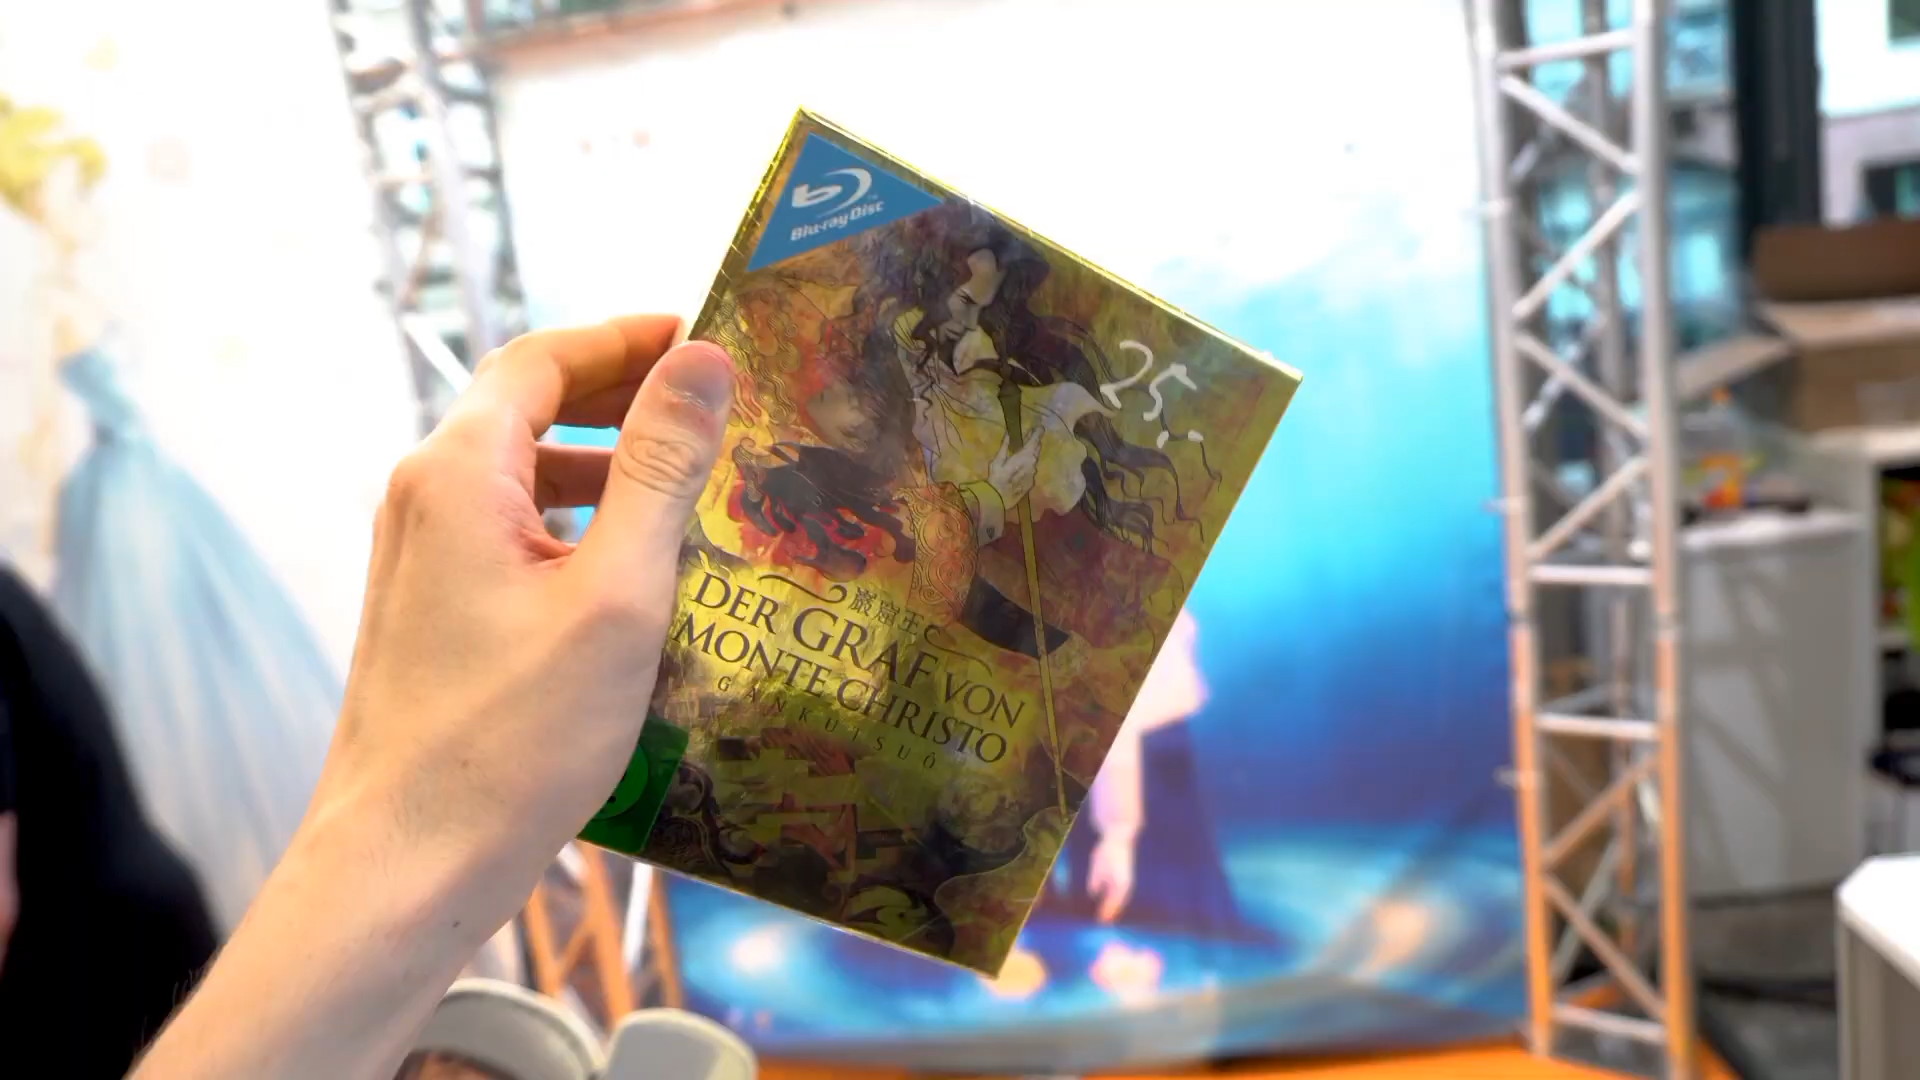 Blu-ray Disc
25,-
巌窟王
DER GRAF VON
MONTE CHRISTO
GANKUTSUÔ